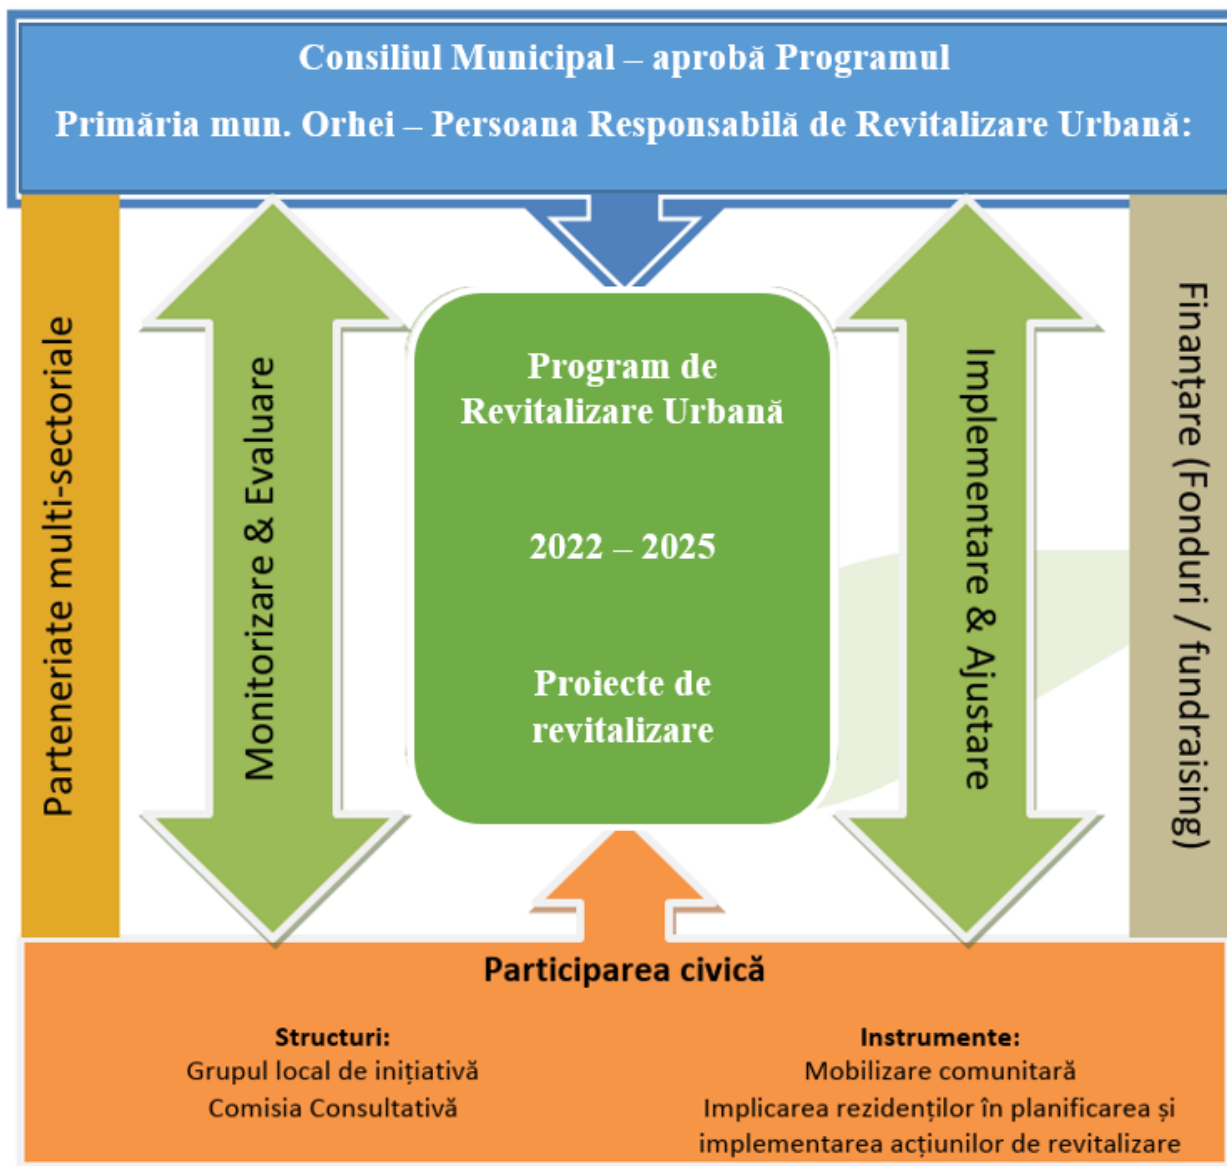 Consiliul Municipal – aprobă Programul
Primăria mun. Orhei – Persoana Responsabilă de Revitalizare Urbană:
Parteneriate multi-sectoriale
Monitorizare & Evaluare
Program de
Revitalizare Urbană
2022 – 2025
Proiecte de
revitalizare
Implementare & Ajustare
Finanțare (Fonduri / fundraising)
Participarea civică
Structuri:
Grupul local de inițiativă
Comisia Consultativă
Instrumente:
Mobilizare comunitară
Implicarea rezidenților în planificarea și
implementarea acțiunilor de revitalizare